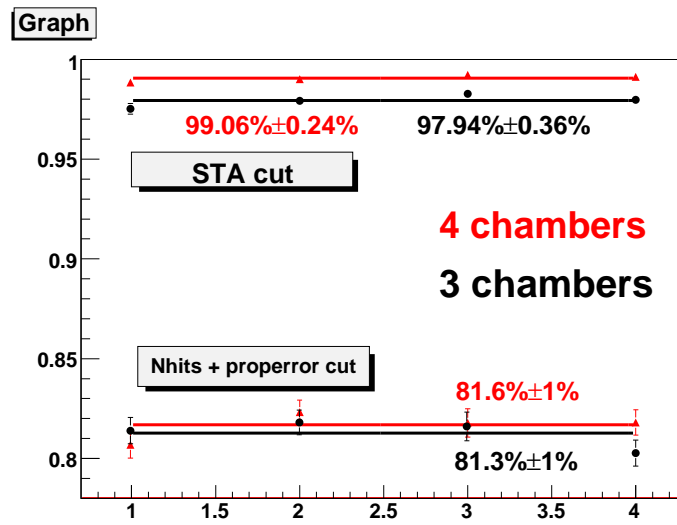 Graph
1
99.06%±0.24% 97.94%±0.36%
0.95
STA cut
4 chambers
0.9
3 chambers
Nhits + properror cut
0.85
81.6%±1%
81.3%±1%
0.8
1 1.5 2 2.5 3 3.5 4